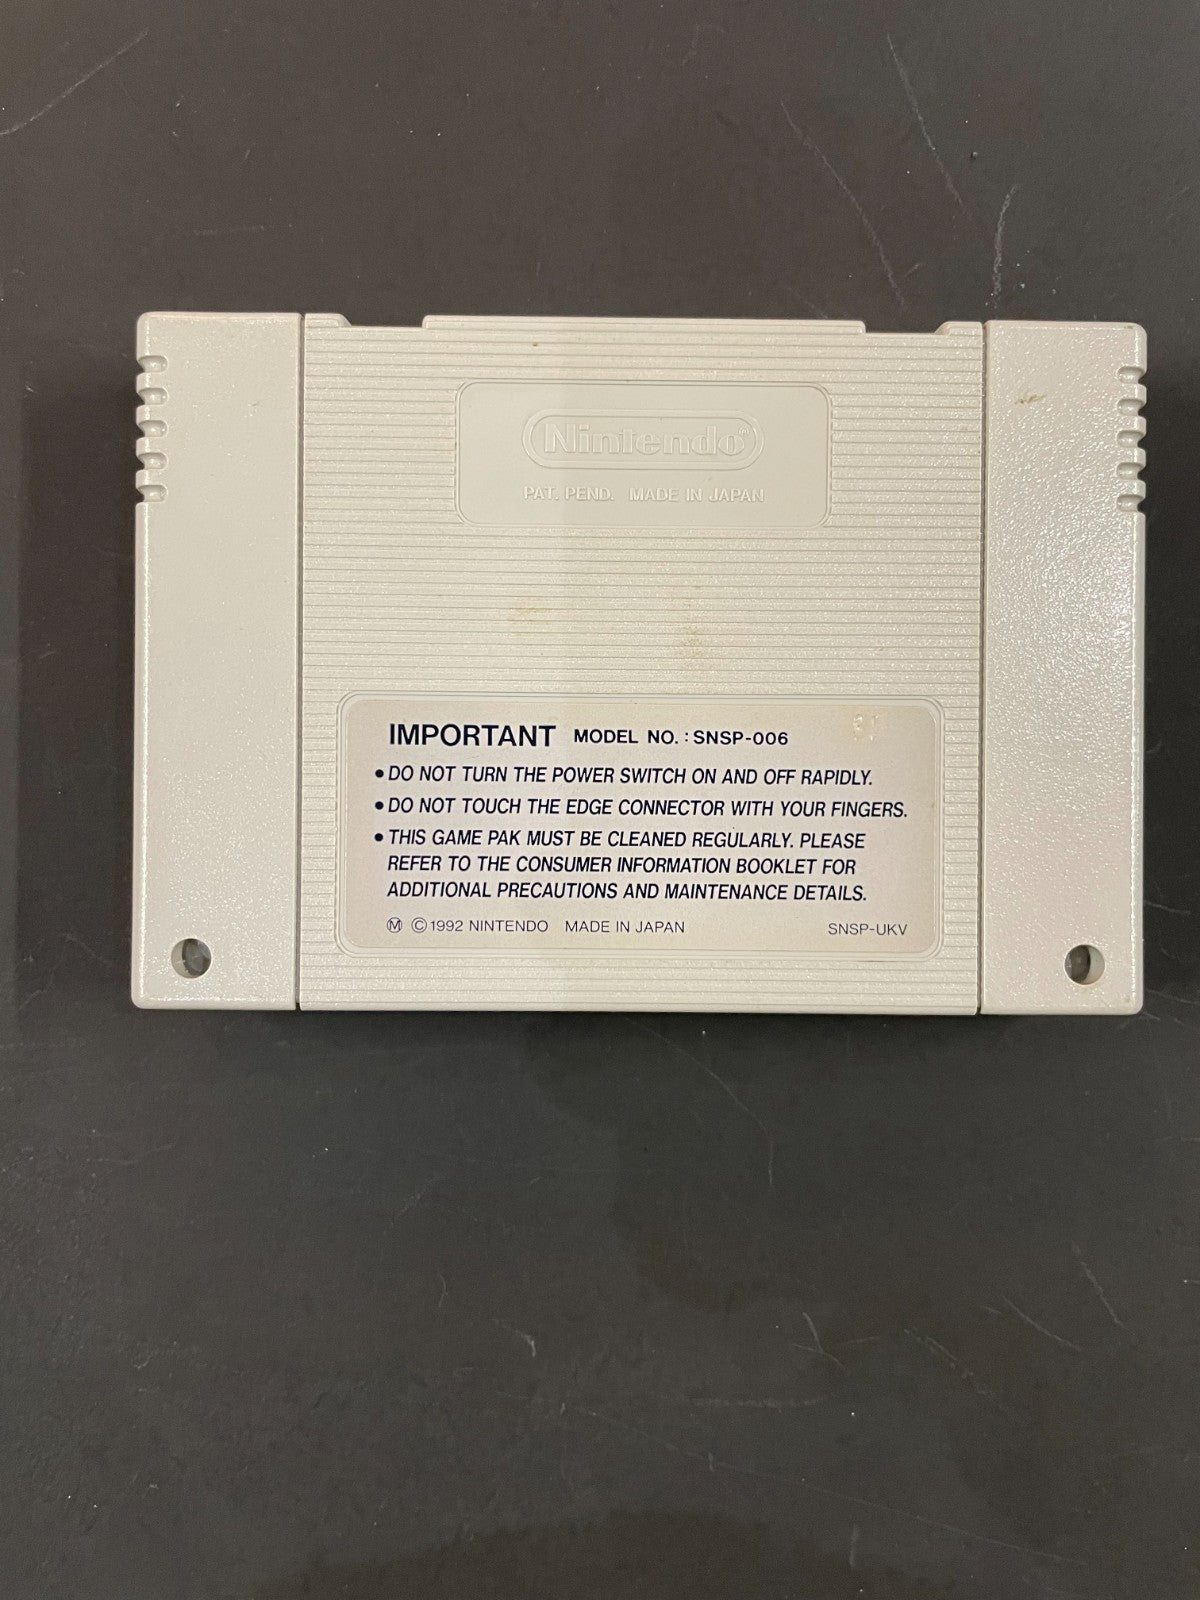 Nintendo®
PAT. PEND. MADE IN JAPAN
IMPORTANT MODEL NO. : SNSP-006
• DO NOT TURN THE POWER SWITCH ON AND OFF RAPIDLY.
• DO NOT TOUCH THE EDGE CONNECTOR WITH YOUR FINGERS.
• THIS GAME PAK MUST BE CLEANED REGULARLY. PLEASE
REFER TO THE CONSUMER INFORMATION BOOKLET FOR
ADDITIONAL PRECAUTIONS AND MAINTENANCE DETAILS.
Ⓜ © 1992 NINTENDO MADE IN JAPAN SNSP-UKV